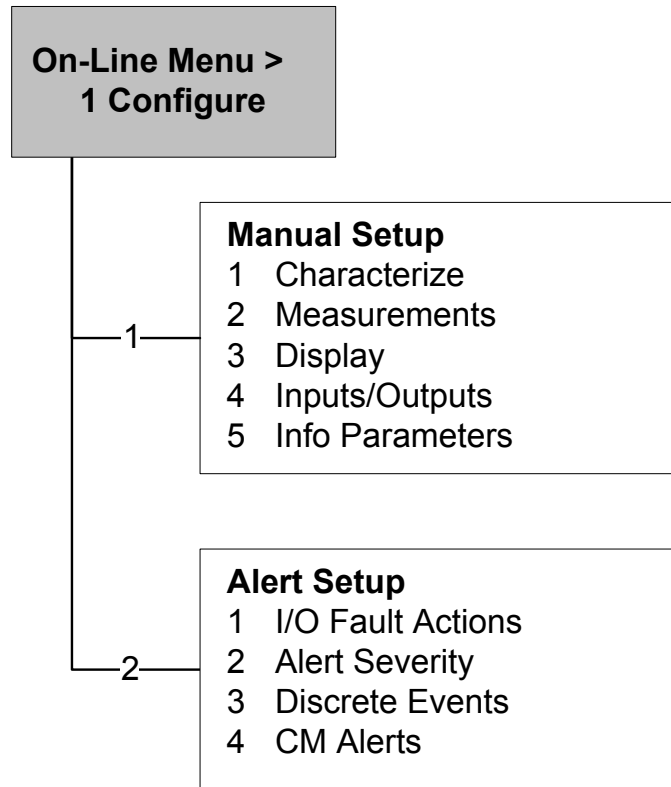 On-Line Menu >
1 Configure
1
Manual Setup
1 Characterize
2 Measurements
3 Display
4 Inputs/Outputs
5 Info Parameters
2
Alert Setup
1 I/O Fault Actions
2 Alert Severity
3 Discrete Events
4 CM Alerts